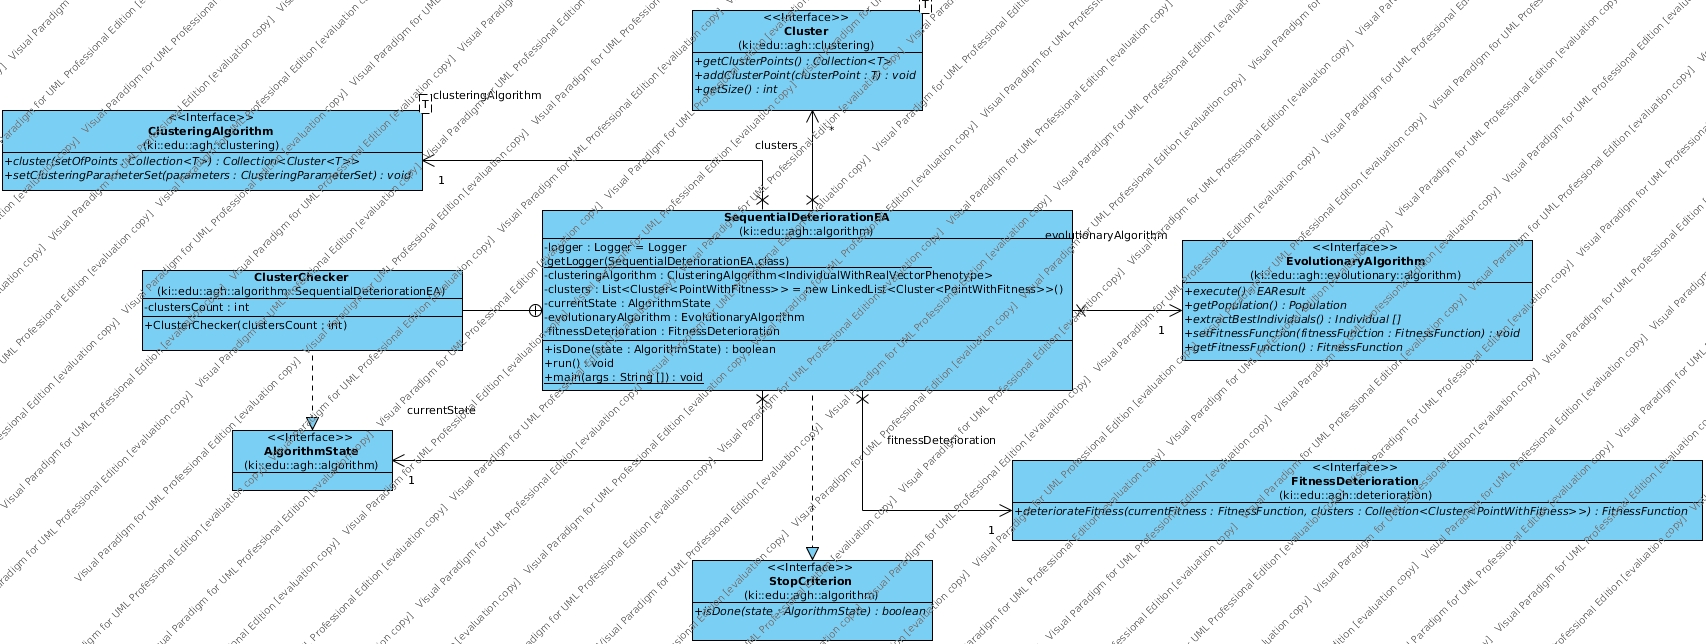 <<Interface>>
Cluster
(ki::edu::agh::clustering)
+getClusterPoints() : Collection<T>
+addClusterPoint(clusterPoint : T) : void
+getSize() : int
T
clusteringAlgorithm
T
<<Interface>>
ClusteringAlgorithm
(ki::edu::agh::clustering)
+cluster(setOfPoints : Collection<T>) : Collection<Cluster<T>>
+setClusteringParameterSet(parameters : ClusteringParameterSet) : void
1
*
clusters
SequentialDeteriorationEA
(ki::edu::agh::algorithm)
-logger : Logger = Logger
getLogger(SequentialDeteriorationEA.class)
-clusteringAlgorithm : ClusteringAlgorithm<IndividualWithRealVectorPhenotype>
-clusters : List<Cluster<PointWithFitness>> = new LinkedList<Cluster<PointWithFitness>>()
-currentState : AlgorithmState
-evolutionaryAlgorithm : EvolutionaryAlgorithm
-fitnessDeterioration : FitnessDeterioration
+isDone(state : AlgorithmState) : boolean
+run() : void
+main(args : String []) : void
evolutionaryAlgorithm
1
<<Interface>>
EvolutionaryAlgorithm
(ki::edu::agh::evolutionary::algorithm)
+execute() : EAResult
+getPopulation() : Population
+extractBestIndividuals() : Individual []
+setFitnessFunction(fitnessFunction : FitnessFunction) : void
+getFitnessFunction() : FitnessFunction
ClusterChecker
(ki::edu::agh::algorithm::SequentialDeteriorationEA)
-clustersCount : int
+ClusterChecker(clustersCount : int)
currentState
1
<<Interface>>
AlgorithmState
(ki::edu::agh::algorithm)
fitnessDeterioration
1
<<Interface>>
FitnessDeterioration
(ki::edu::agh::deterioration)
+deteriorateFitness(currentFitness : FitnessFunction, clusters : Collection<Cluster<PointWithFitness>>) : FitnessFunction
<<Interface>>
StopCriterion
(ki::edu::agh::algorithm)
+isDone(state : AlgorithmState) : boolean
Visual Paradigm for UML Professional Edition [evaluation copy]